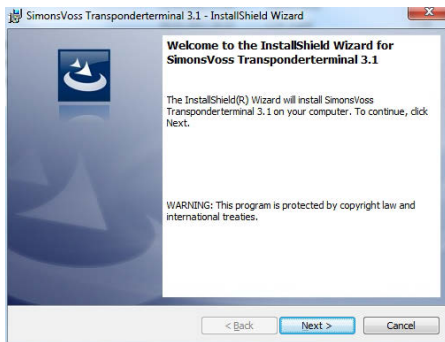 SimonsVoss Transponderterminal 3.1 - InstallShield Wizard
Welcome to the InstallShield Wizard for
SimonsVoss Transponderterminal 3.1
The InstallShield(R) Wizard will install SimonsVoss
Transponderterminal 3.1 on your computer. To continue, click
Next.
WARNING: This program is protected by copyright law and
international treaties.
< Back
Next >
Cancel